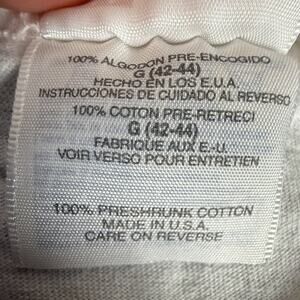 100% ALGODON PRE-ENCOGIDO
G (42-44)
HECHO EN LOS E.U.A.
INSTRUCCIONES DE CUIDADO AL REVERSO
100% COTON PRE-RETRECI
G (42-44)
FABRIQUE AUX E.-U.
VOIR VERSO POUR ENTRETIEN
100% PRESHRUNK COTTON
MADE IN U.S.A.
CARE ON REVERSE